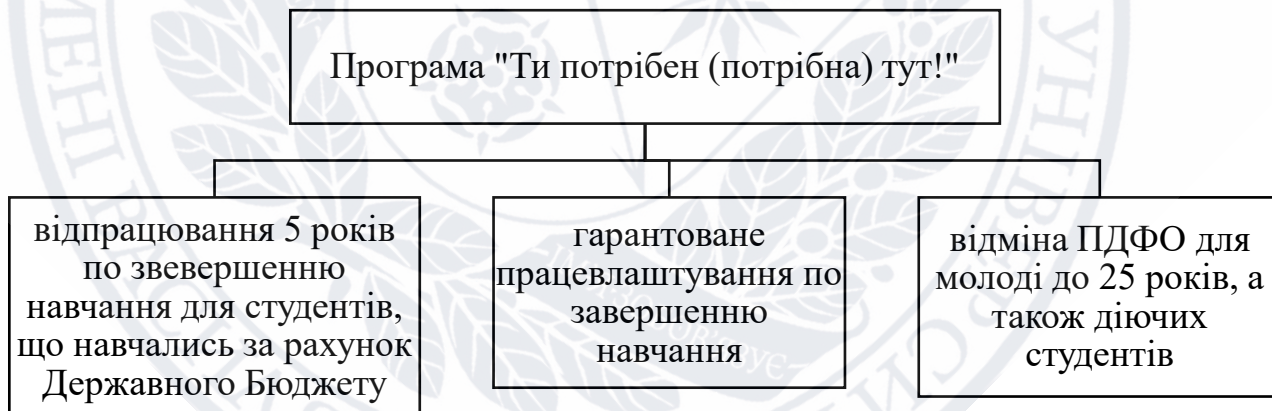 Програма "Ти потрібен (потрібна) тут!"
відпрацювання 5 років
по звевершенню
навчання для студентів,
що навчались за рахунок
Державного Бюджету
гарантоване
працевлаштування по
завершенню
навчання
відміна ПДФО для
молоді до 25 років, а
також діючих
студентів